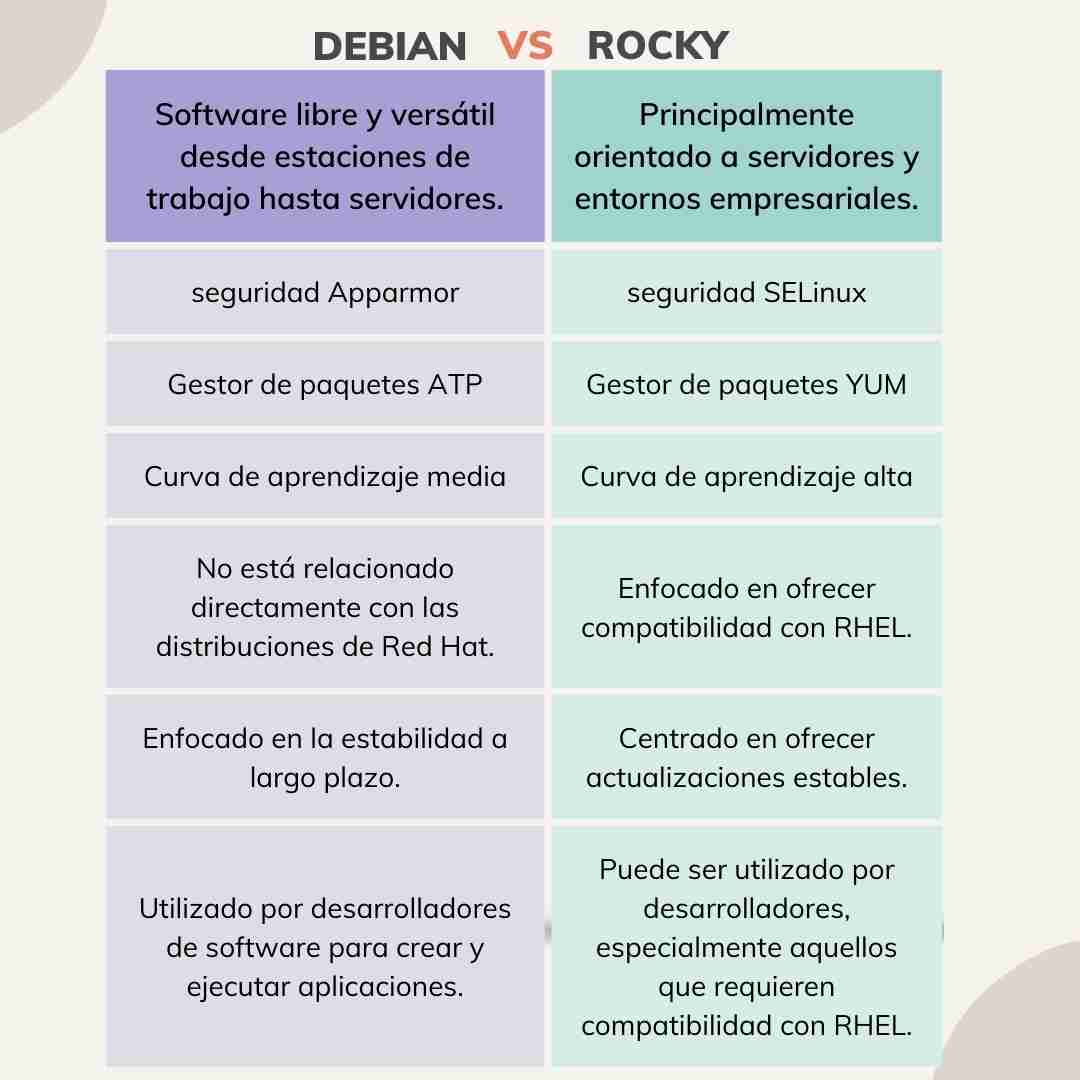 DEBIAN VS ROCKY
Software libre y versátil
desde estaciones de
trabajo hasta servidores.
Principalmente
orientado a servidores y
entornos empresariales.
seguridad Apparmor
seguridad SELinux
Gestor de paquetes ATP
Gestor de paquetes YUM
Curva de aprendizaje media
Curva de aprendizaje alta
No está relacionado
directamente con las
distribuciones de Red Hat.
Enfocado en ofrecer
compatibilidad con RHEL.
Enfocado en la estabilidad a
largo plazo.
Centrado en ofrecer
actualizaciones estables.
Utilizado por desarrolladores
de software para crear y
ejecutar aplicaciones.
Puede ser utilizado por
desarrolladores,
especialmente aquellos
que requieren
compatibilidad con RHEL.